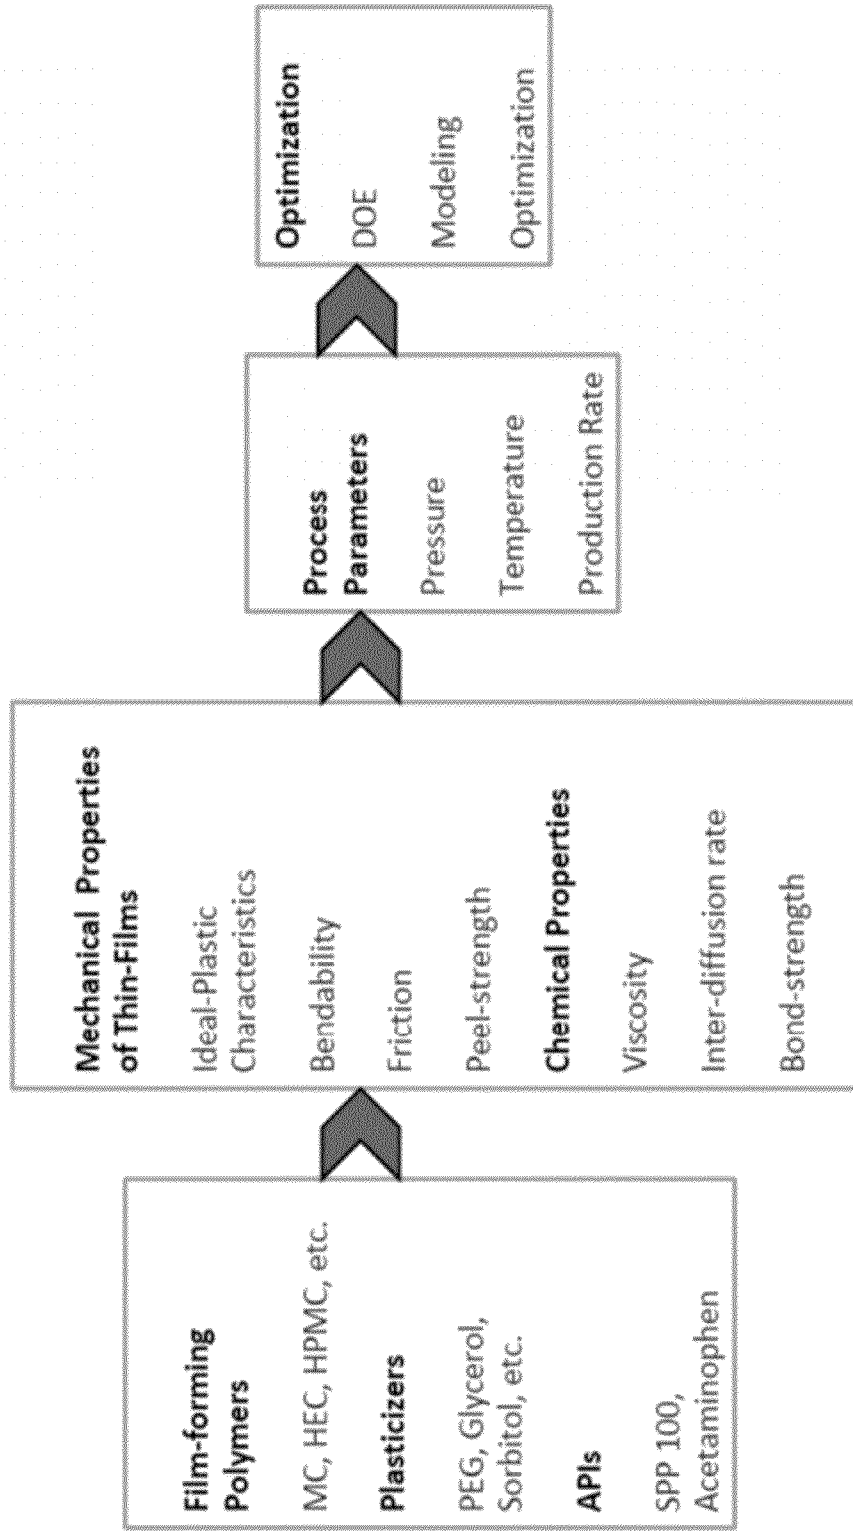 Film-forming
Polymers
MC, HEC, HPMC, etc.
Plasticizers
PEG, Glycerol,
Sorbitol, etc.
APIs
SPP 100,
Acetaminophen
Mechanical Properties
of Thin-Films
Ideal-Plastic
Characteristics
Bendability
Friction
Peel-strength
Chemical Properties
Viscosity
Inter-diffusion rate
Bond-strength
Process
Parameters
Pressure
Temperature
Production Rate
Optimization
DOE
Modeling
Optimization